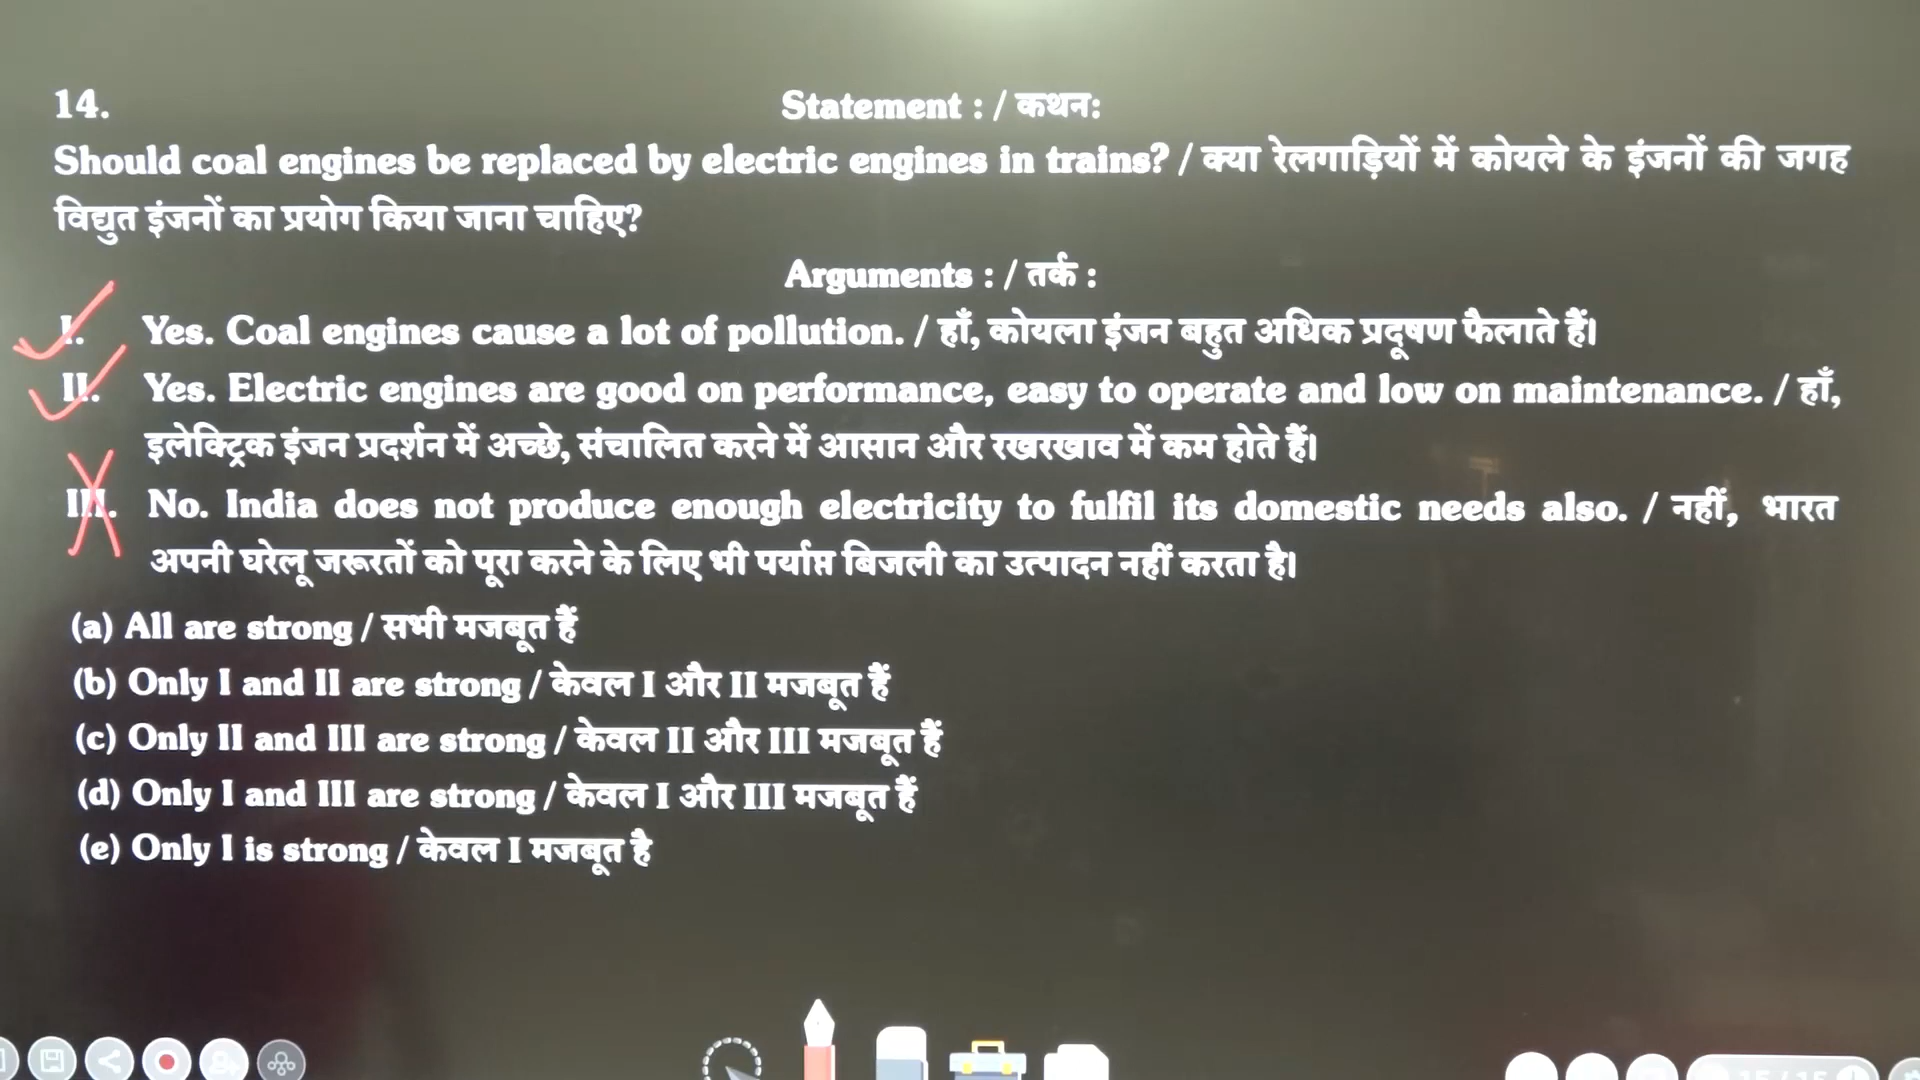 14.
Statement : / कथन:
Should coal engines be replaced by electric engines in trains? / क्या रेलगाड़ियों में कोयले के इंजनों की जगह
विद्युत इंजनों का प्रयोग किया जाना चाहिए?
Arguments : / तर्क :
I. Yes. Coal engines cause a lot of pollution. / हाँ, कोयला इंजन बहुत अधिक प्रदूषण फैलाते हैं।
II. Yes. Electric engines are good on performance, easy to operate and low on maintenance. / हाँ,
इलेक्ट्रिक इंजन प्रदर्शन में अच्छे, संचालित करने में आसान और रखरखाव में कम होते हैं।
III. No. India does not produce enough electricity to fulfil its domestic needs also. / नहीं, भारत
अपनी घरेलू जरूरतों को पूरा करने के लिए भी पर्याप्त बिजली का उत्पादन नहीं करता है।
(a) All are strong / सभी मजबूत हैं
(b) Only I and II are strong / केवल I और II मजबूत हैं
(c) Only II and III are strong / केवल II और III मजबूत हैं
(d) Only I and III are strong / केवल I और III मजबूत हैं
(e) Only I is strong / केवल I मजबूत है